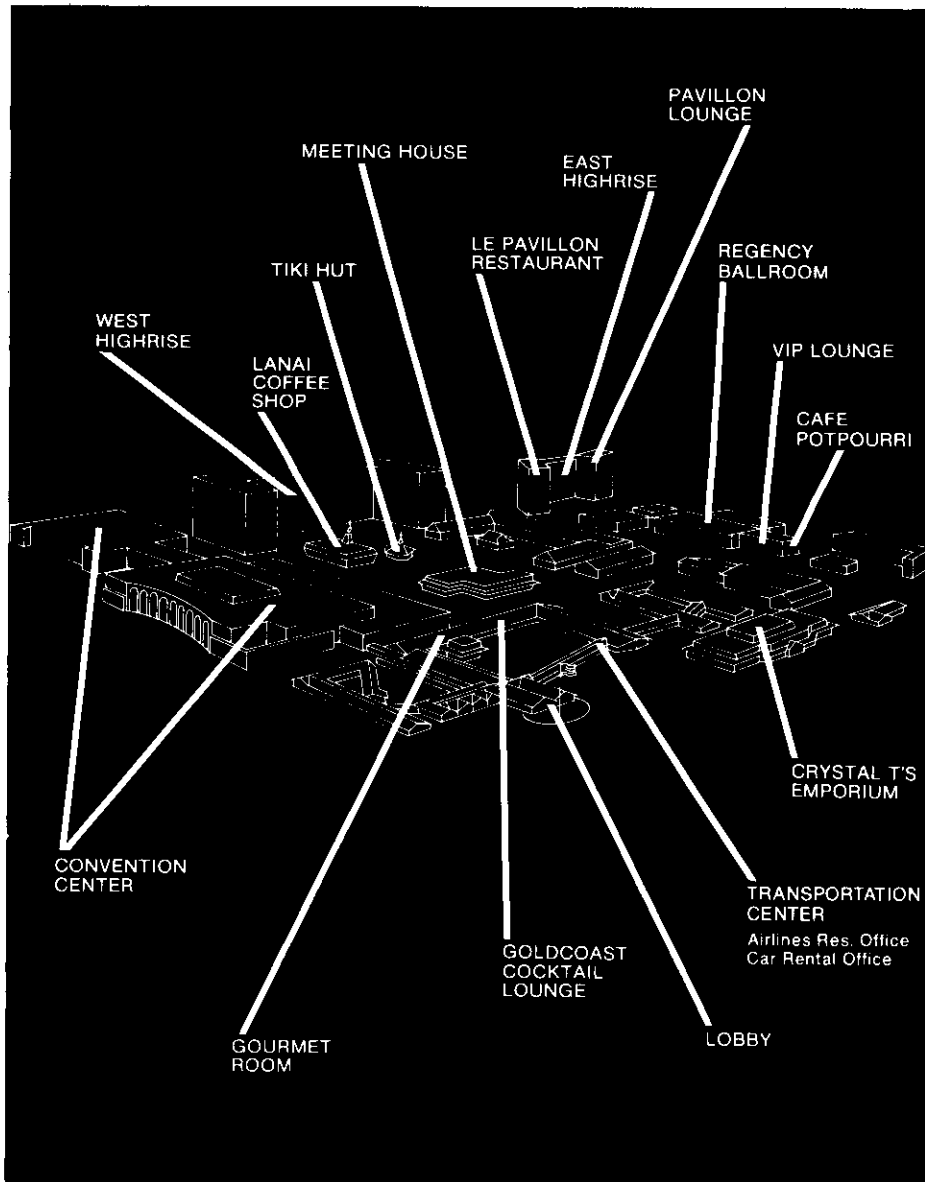 PAVILLON
LOUNGE
MEETING HOUSE
EAST
HIGHRISE
LE PAVILLON
RESTAURANT
REGENCY
BALLROOM
TIKI HUT
WEST
HIGHRISE
VIP LOUNGE
LANAI
COFFEE
SHOP
CAFE
POTPOURRI
CRYSTAL T'S
EMPORIUM
CONVENTION
CENTER
TRANSPORTATION
CENTER
Airlines Res. Office
Car Rental Office
GOLDCOAST
COCKTAIL
LOUNGE
LOBBY
GOURMET
ROOM